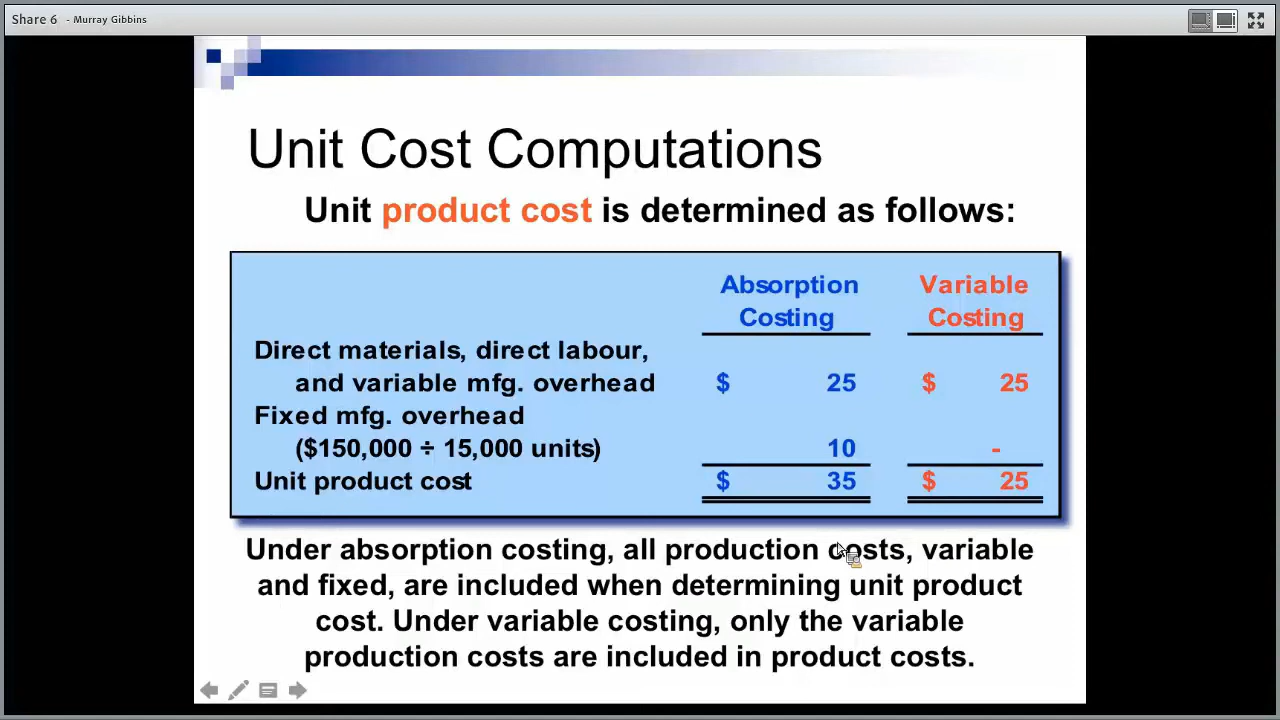 Share 6 - Murray Gibbins
Unit Cost Computations
Unit product cost is determined as follows:
Absorption Variable
Costing Costing
Direct materials, direct labour,
and variable mfg. overhead $ 25 $ 25
Fixed mfg. overhead
($150,000 ÷ 15,000 units) 10 -
Unit product cost $ 35 $ 25
Under absorption costing, all production costs, variable
and fixed, are included when determining unit product
cost. Under variable costing, only the variable
production costs are included in product costs.